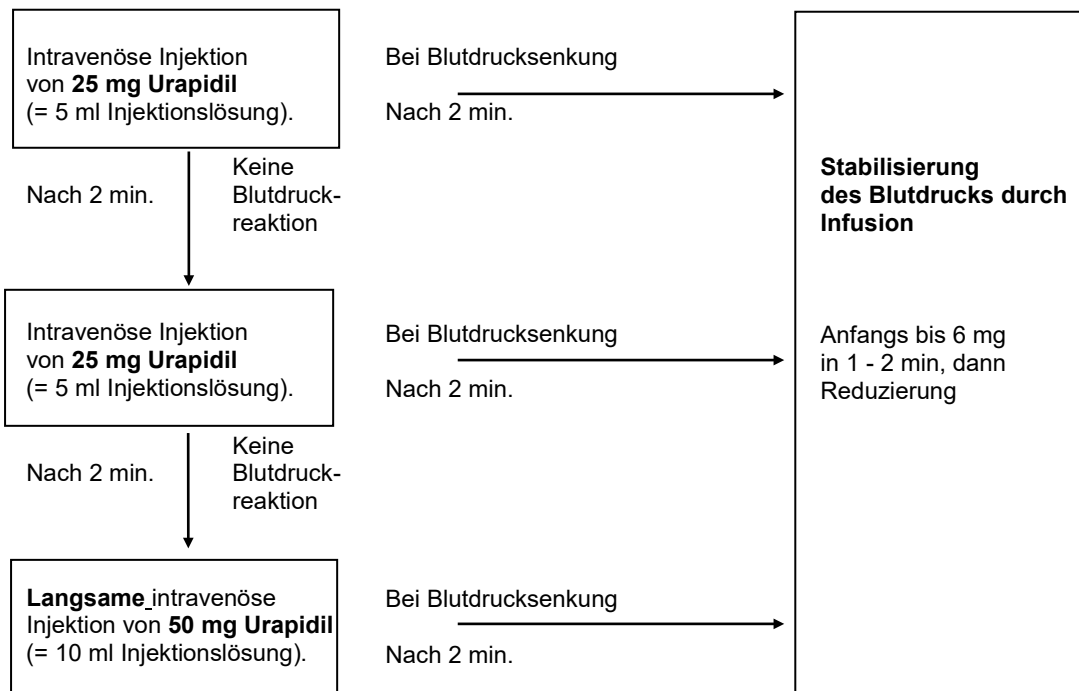 Intravenöse Injektion
von 25 mg Urapidil
(= 5 ml Injektionslösung).
Bei Blutdrucksenkung
Nach 2 min.
Nach 2 min.
Keine
Blutdruck-
reaktion
Stabilisierung
des Blutdrucks durch
Infusion
Intravenöse Injektion
von 25 mg Urapidil
(= 5 ml Injektionslösung).
Bei Blutdrucksenkung
Nach 2 min.
Anfangs bis 6 mg
in 1 - 2 min, dann
Reduzierung
Nach 2 min.
Keine
Blutdruck-
reaktion
Langsame intravenöse
Injektion von 50 mg Urapidil
(= 10 ml Injektionslösung).
Bei Blutdrucksenkung
Nach 2 min.